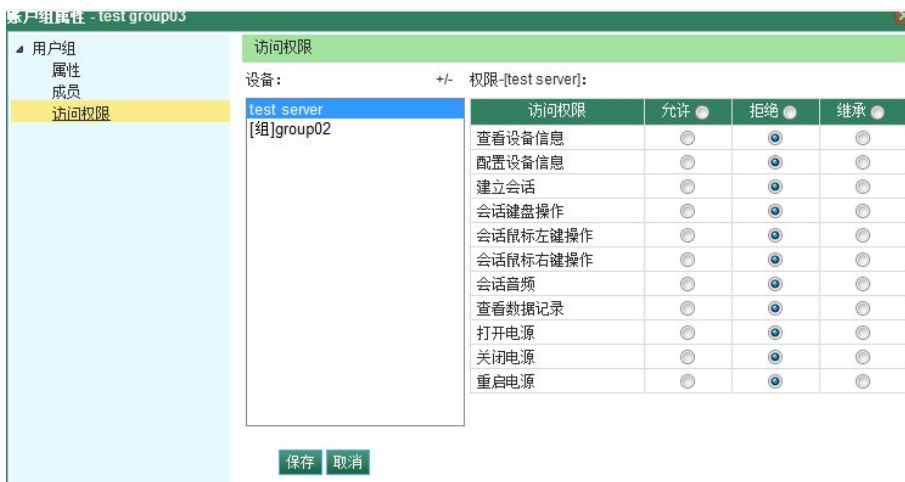 账户组属性 - test group03
用户组
属性
成员
访问权限
访问权限
设备: +/- 权限-[test server]:
test server
[组]group02
访问权限 允许 拒绝 继承
查看设备信息
配置设备信息
建立会话
会话键盘操作
会话鼠标左键操作
会话鼠标右键操作
会话音频
查看数据记录
打开电源
关闭电源
重启电源
保存 取消